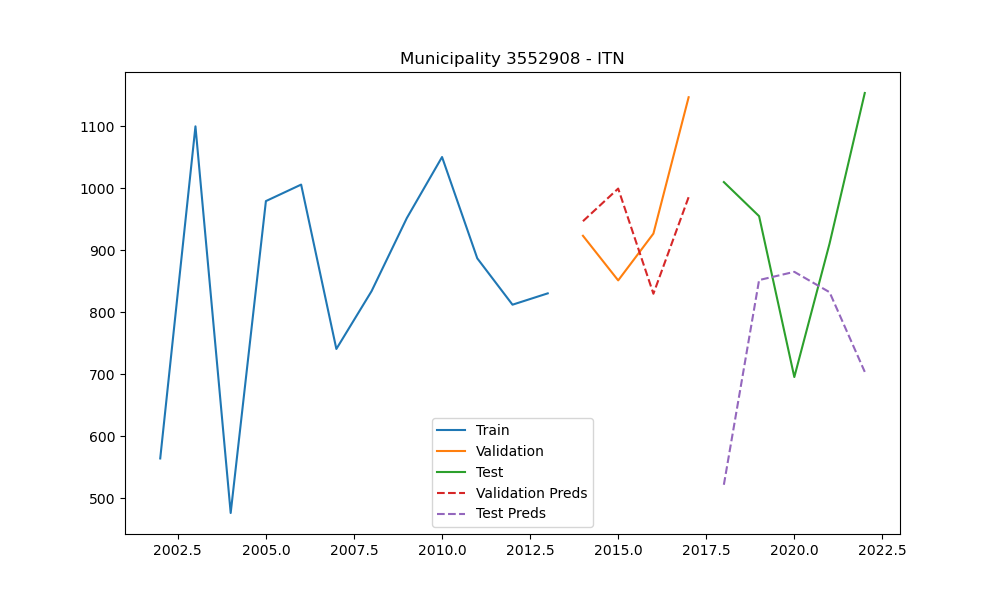 Municipality 3552908 - ITN
1100
1000
900
800
700
600
500
Train
Validation
Test
Validation Preds
Test Preds
2002.5 2005.0 2007.5 2010.0 2012.5 2015.0 2017.5 2020.0 2022.5